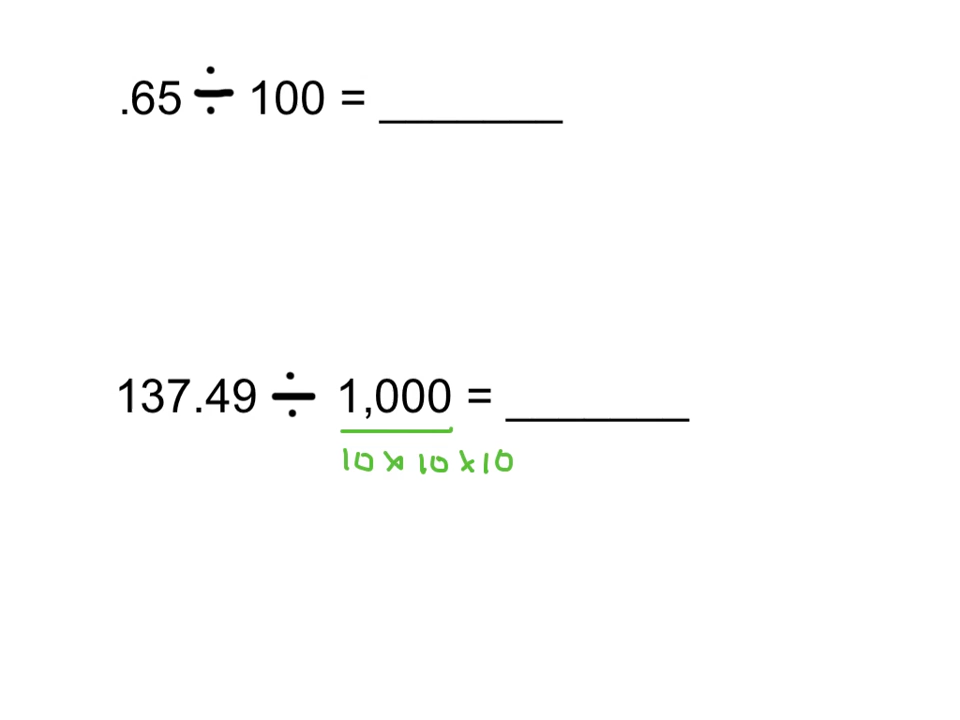 .65 ÷ 100 = _______
137.49 ÷ 1,000 = _______
10 x 10 x 10